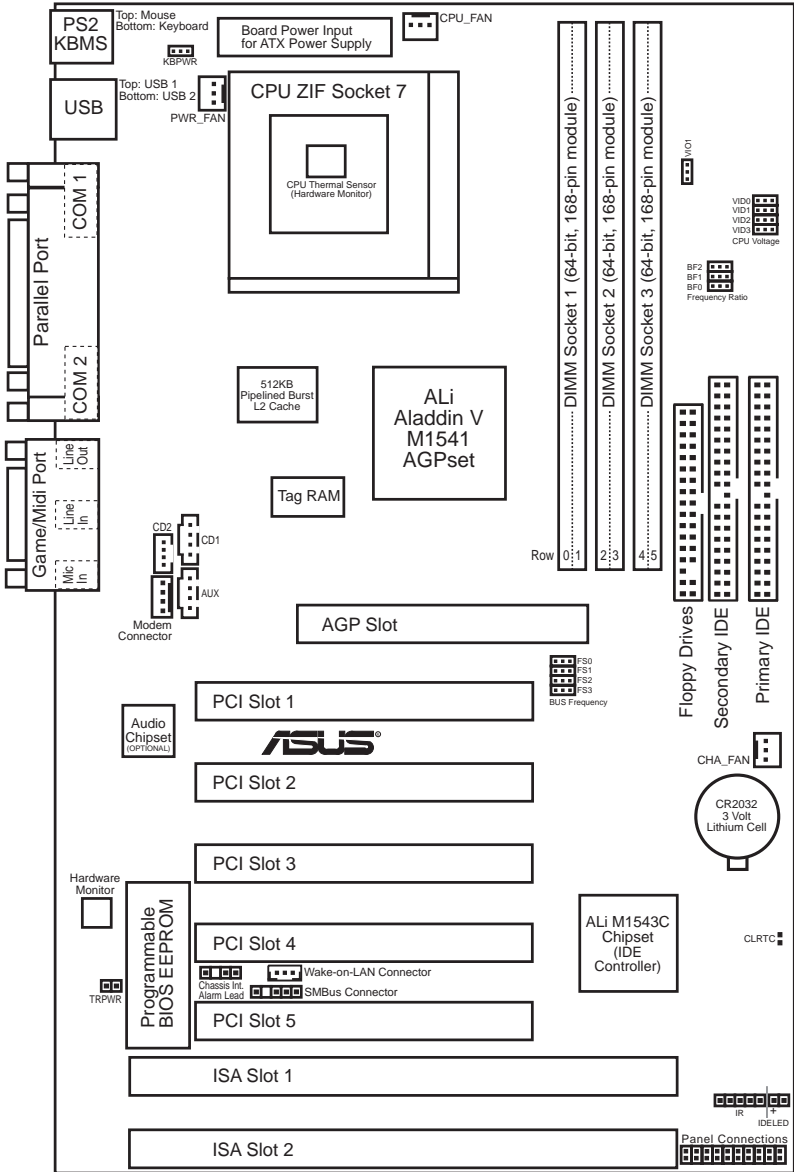 PS2
KBMS
Top: Mouse
Bottom: Keyboard
KBPWR
Board Power Input
for ATX Power Supply
CPU_FAN
USB
Top: USB 1
Bottom: USB 2
PWR_FAN
CPU ZIF Socket 7
CPU Thermal Sensor
(Hardware Monitor)
DIMM Socket 1 (64-bit, 168-pin module)
DIMM Socket 2 (64-bit, 168-pin module)
DIMM Socket 3 (64-bit, 168-pin module)
VIO1
VID0
VID1
VID2
VID3
CPU Voltage
BF2
BF1
BF0
Frequency Ratio
COM 1
Parallel Port
COM 2
512KB
Pipelined Burst
L2 Cache
ALi
Aladdin V
M1541
AGPset
Tag RAM
Game/Midi Port
Line
Out
Line
In
Mic
In
CD2
CD1
AUX
Modem
Connector
Row 0 1 2 3 4 5
Floppy Drives
Secondary IDE
Primary IDE
AGP Slot
FS0
FS1
FS2
FS3
BUS Frequency
PCI Slot 1
Audio
Chipset
(OPTIONAL)
ASUS®
PCI Slot 2
CHA_FAN
CR2032
3 Volt
Lithium Cell
PCI Slot 3
Hardware
Monitor
Programmable
BIOS EEPROM
PCI Slot 4
ALi M1543C
Chipset
(IDE
Controller)
CLRTC
TRPWR
Chassis Int.
Alarm Lead
Wake-on-LAN Connector
SMBus Connector
PCI Slot 5
ISA Slot 1
IR
+
IDELED
Panel Connections
ISA Slot 2